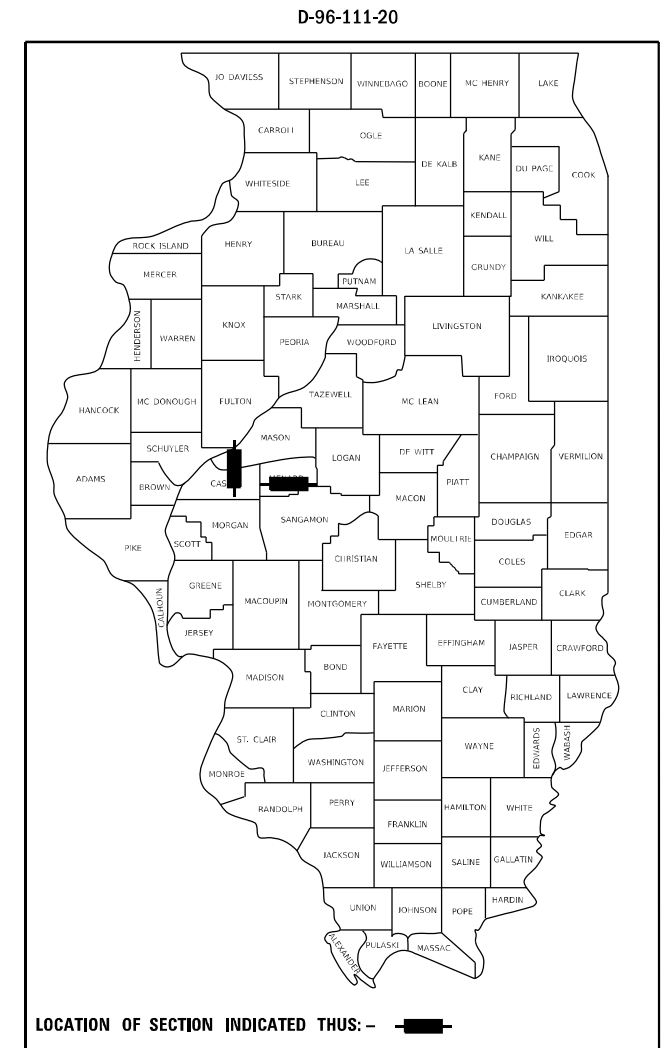 D-96-111-20
JO DAVIESS
STEPHENSON
WINNEBAGO
BOONE
MC HENRY
LAKE
CARROLL
OGLE
DE KALB
KANE
DU PAGE
COOK
WHITESIDE
LEE
KENDALL
WILL
ROCK ISLAND
HENRY
BUREAU
LA SALLE
GRUNDY
MERCER
PUTNAM
STARK
MARSHALL
KANKAKEE
HENDERSON
WARREN
KNOX
PEORIA
WOODFORD
LIVINGSTON
IROQUOIS
HANCOCK
MC DONOUGH
FULTON
TAZEWELL
MC LEAN
FORD
SCHUYLER
MASON
LOGAN
DE WITT
CHAMPAIGN
VERMILION
ADAMS
BROWN
PIATT
MACON
MORGAN
SANGAMON
DOUGLAS
EDGAR
PIKE
SCOTT
CHRISTIAN
MOULTRIE
COLES
GREENE
MACOUPIN
MONTGOMERY
SHELBY
CUMBERLAND
CLARK
CALHOUN
JERSEY
FAYETTE
EFFINGHAM
JASPER
CRAWFORD
MADISON
BOND
CLAY
RICHLAND
LAWRENCE
CLINTON
MARION
ST. CLAIR
WAYNE
EDWARDS
WABASH
MONROE
WASHINGTON
JEFFERSON
RANDOLPH
PERRY
HAMILTON
WHITE
FRANKLIN
JACKSON
WILLIAMSON
SALINE
GALLATIN
UNION
JOHNSON
POPE
HARDIN
ALEXANDER
PULASKI
MASSAC
LOCATION OF SECTION INDICATED THUS: –